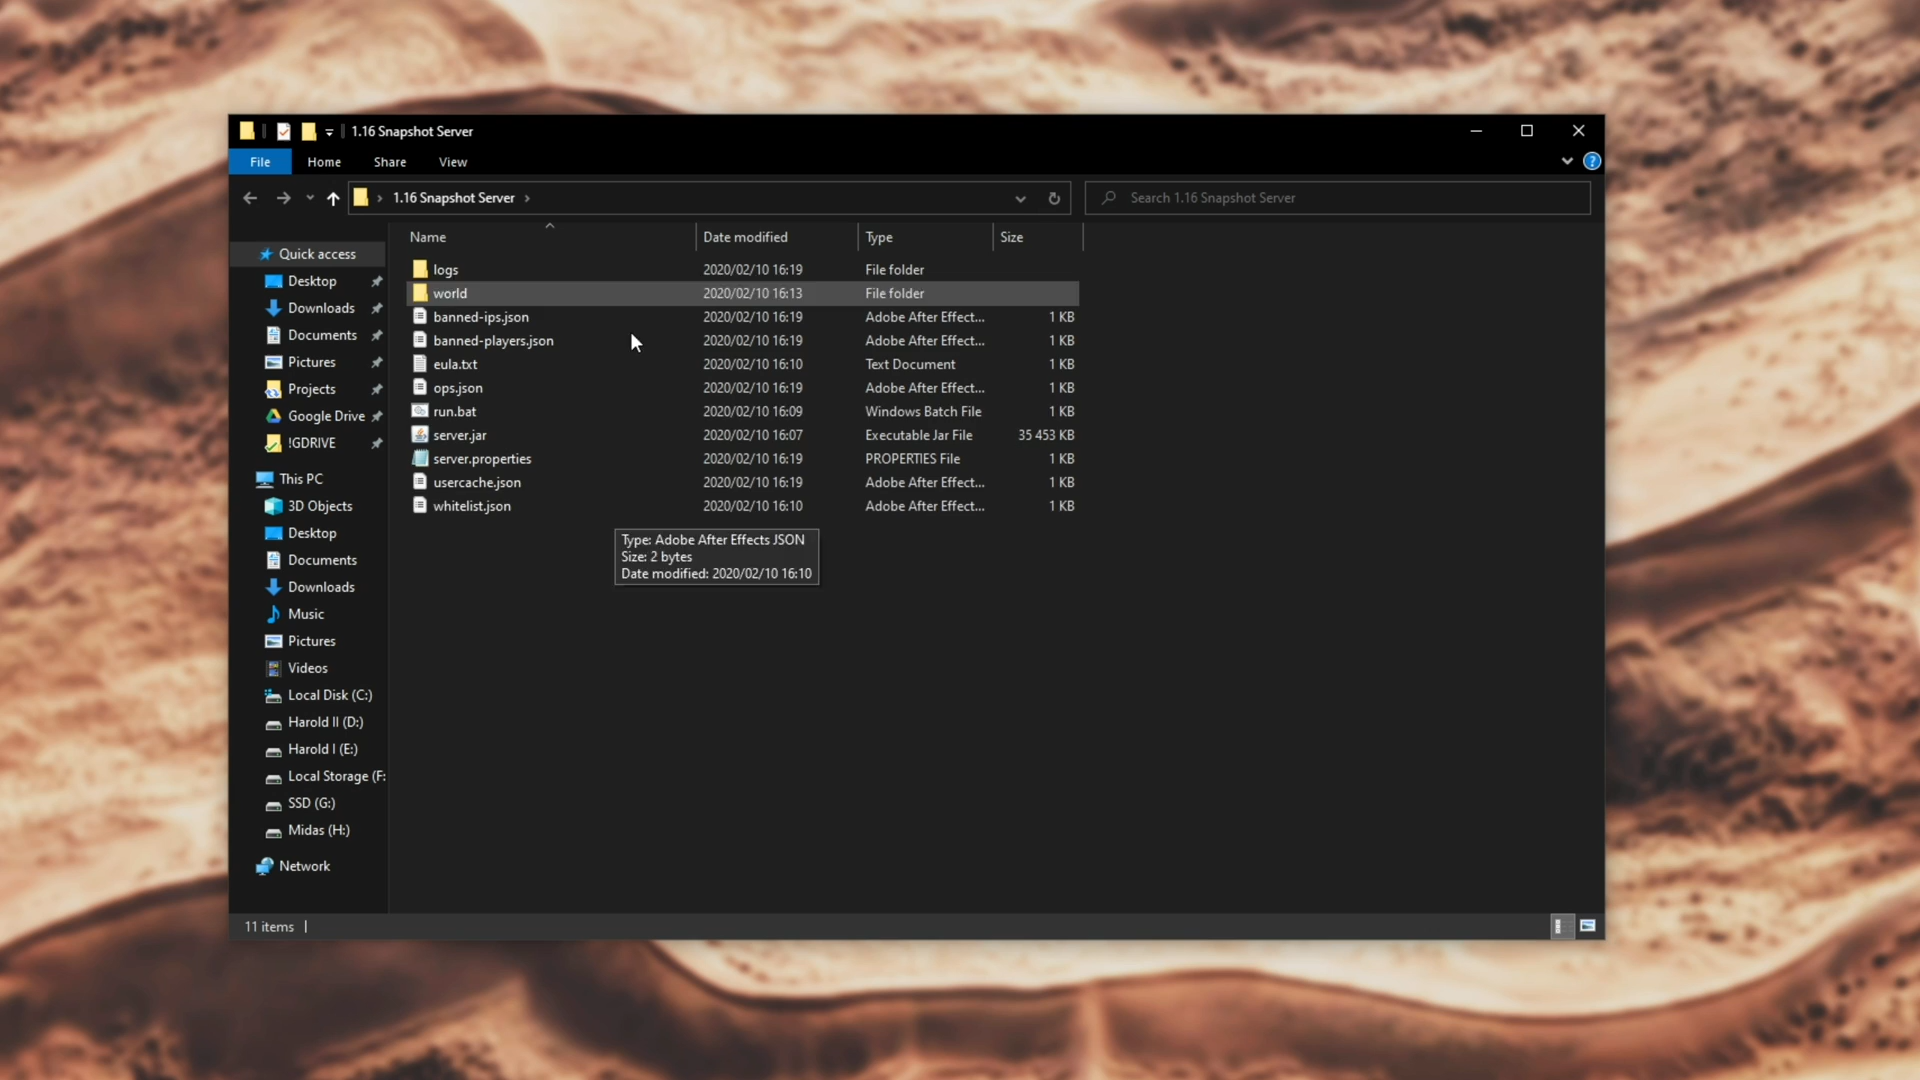 1.16 Snapshot Server
File Home Share View
1.16 Snapshot Server
Search 1.16 Snapshot Server
Name Date modified Type Size
Quick access
Desktop
Downloads
Documents
Pictures
Projects
Google Drive
!GDRIVE
This PC
3D Objects
Desktop
Documents
Downloads
Music
Pictures
Videos
Local Disk (C:)
Harold II (D:)
Harold I (E:)
Local Storage (F:
SSD (G:)
Midas (H:)
Network
logs 2020/02/10 16:19 File folder
world 2020/02/10 16:13 File folder
banned-ips.json 2020/02/10 16:19 Adobe After Effect... 1 KB
banned-players.json 2020/02/10 16:19 Adobe After Effect... 1 KB
eula.txt 2020/02/10 16:10 Text Document 1 KB
ops.json 2020/02/10 16:19 Adobe After Effect... 1 KB
run.bat 2020/02/10 16:09 Windows Batch File 1 KB
server.jar 2020/02/10 16:07 Executable Jar File 35 453 KB
server.properties 2020/02/10 16:19 PROPERTIES File 1 KB
usercache.json 2020/02/10 16:19 Adobe After Effect... 1 KB
whitelist.json 2020/02/10 16:10 Adobe After Effect... 1 KB
Type: Adobe After Effects JSON
Size: 2 bytes
Date modified: 2020/02/10 16:10
11 items